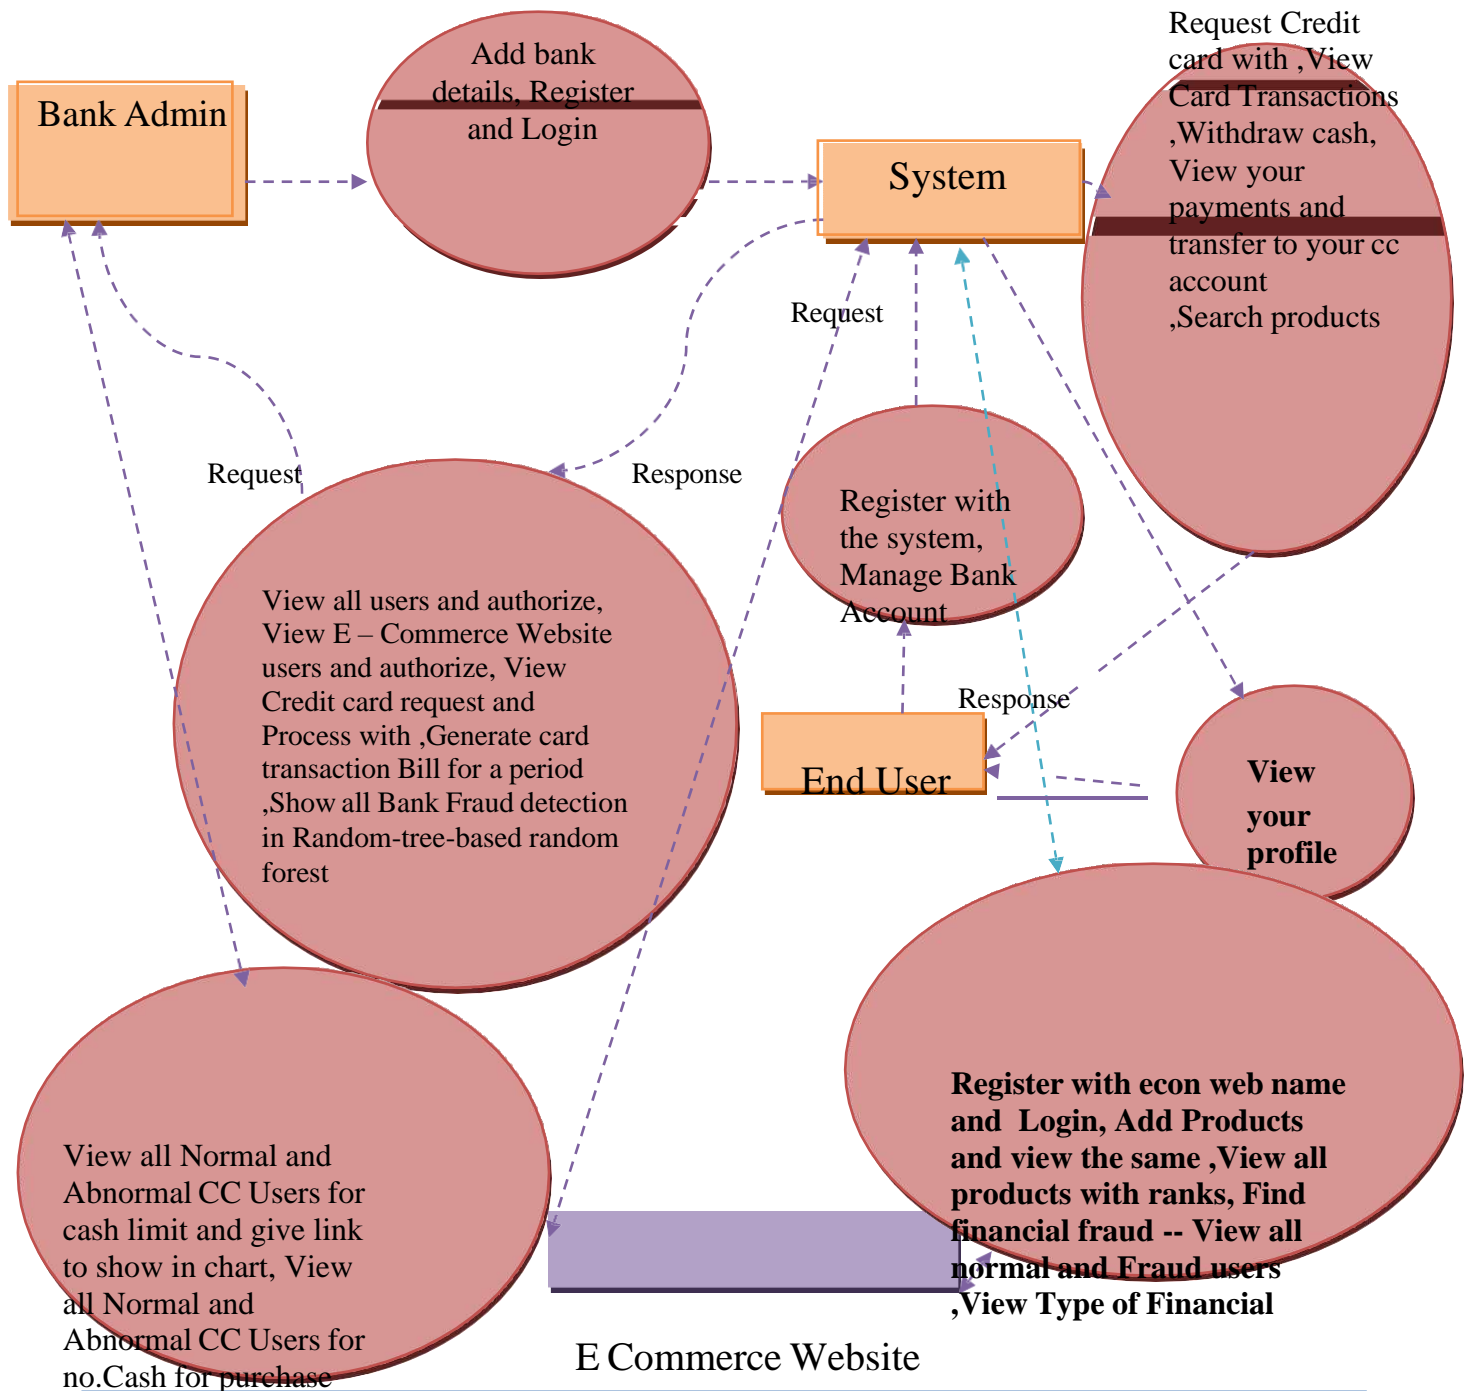 Request Credit
card with ,View
Card Transactions
,Withdraw cash,
View your
payments and
transfer to your cc
account
,Search products
Add bank
details, Register
and Login
Bank Admin
System
Request
Request
Response
Register with
the system,
Manage Bank
Account
View all users and authorize,
View E – Commerce Website
users and authorize, View
Credit card request and
Process with ,Generate card
transaction Bill for a period
,Show all Bank Fraud detection
in Random-tree-based random
forest
Response
End User
View
your
profile
Register with econ web name
and  Login, Add Products
and view the same ,View all
products with ranks, Find
financial fraud -- View all
normal and Fraud users
,View Type of Financial
View all Normal and
Abnormal CC Users for
cash limit and give link
to show in chart, View
all Normal and
Abnormal CC Users for
no.Cash for purchase
E Commerce Website